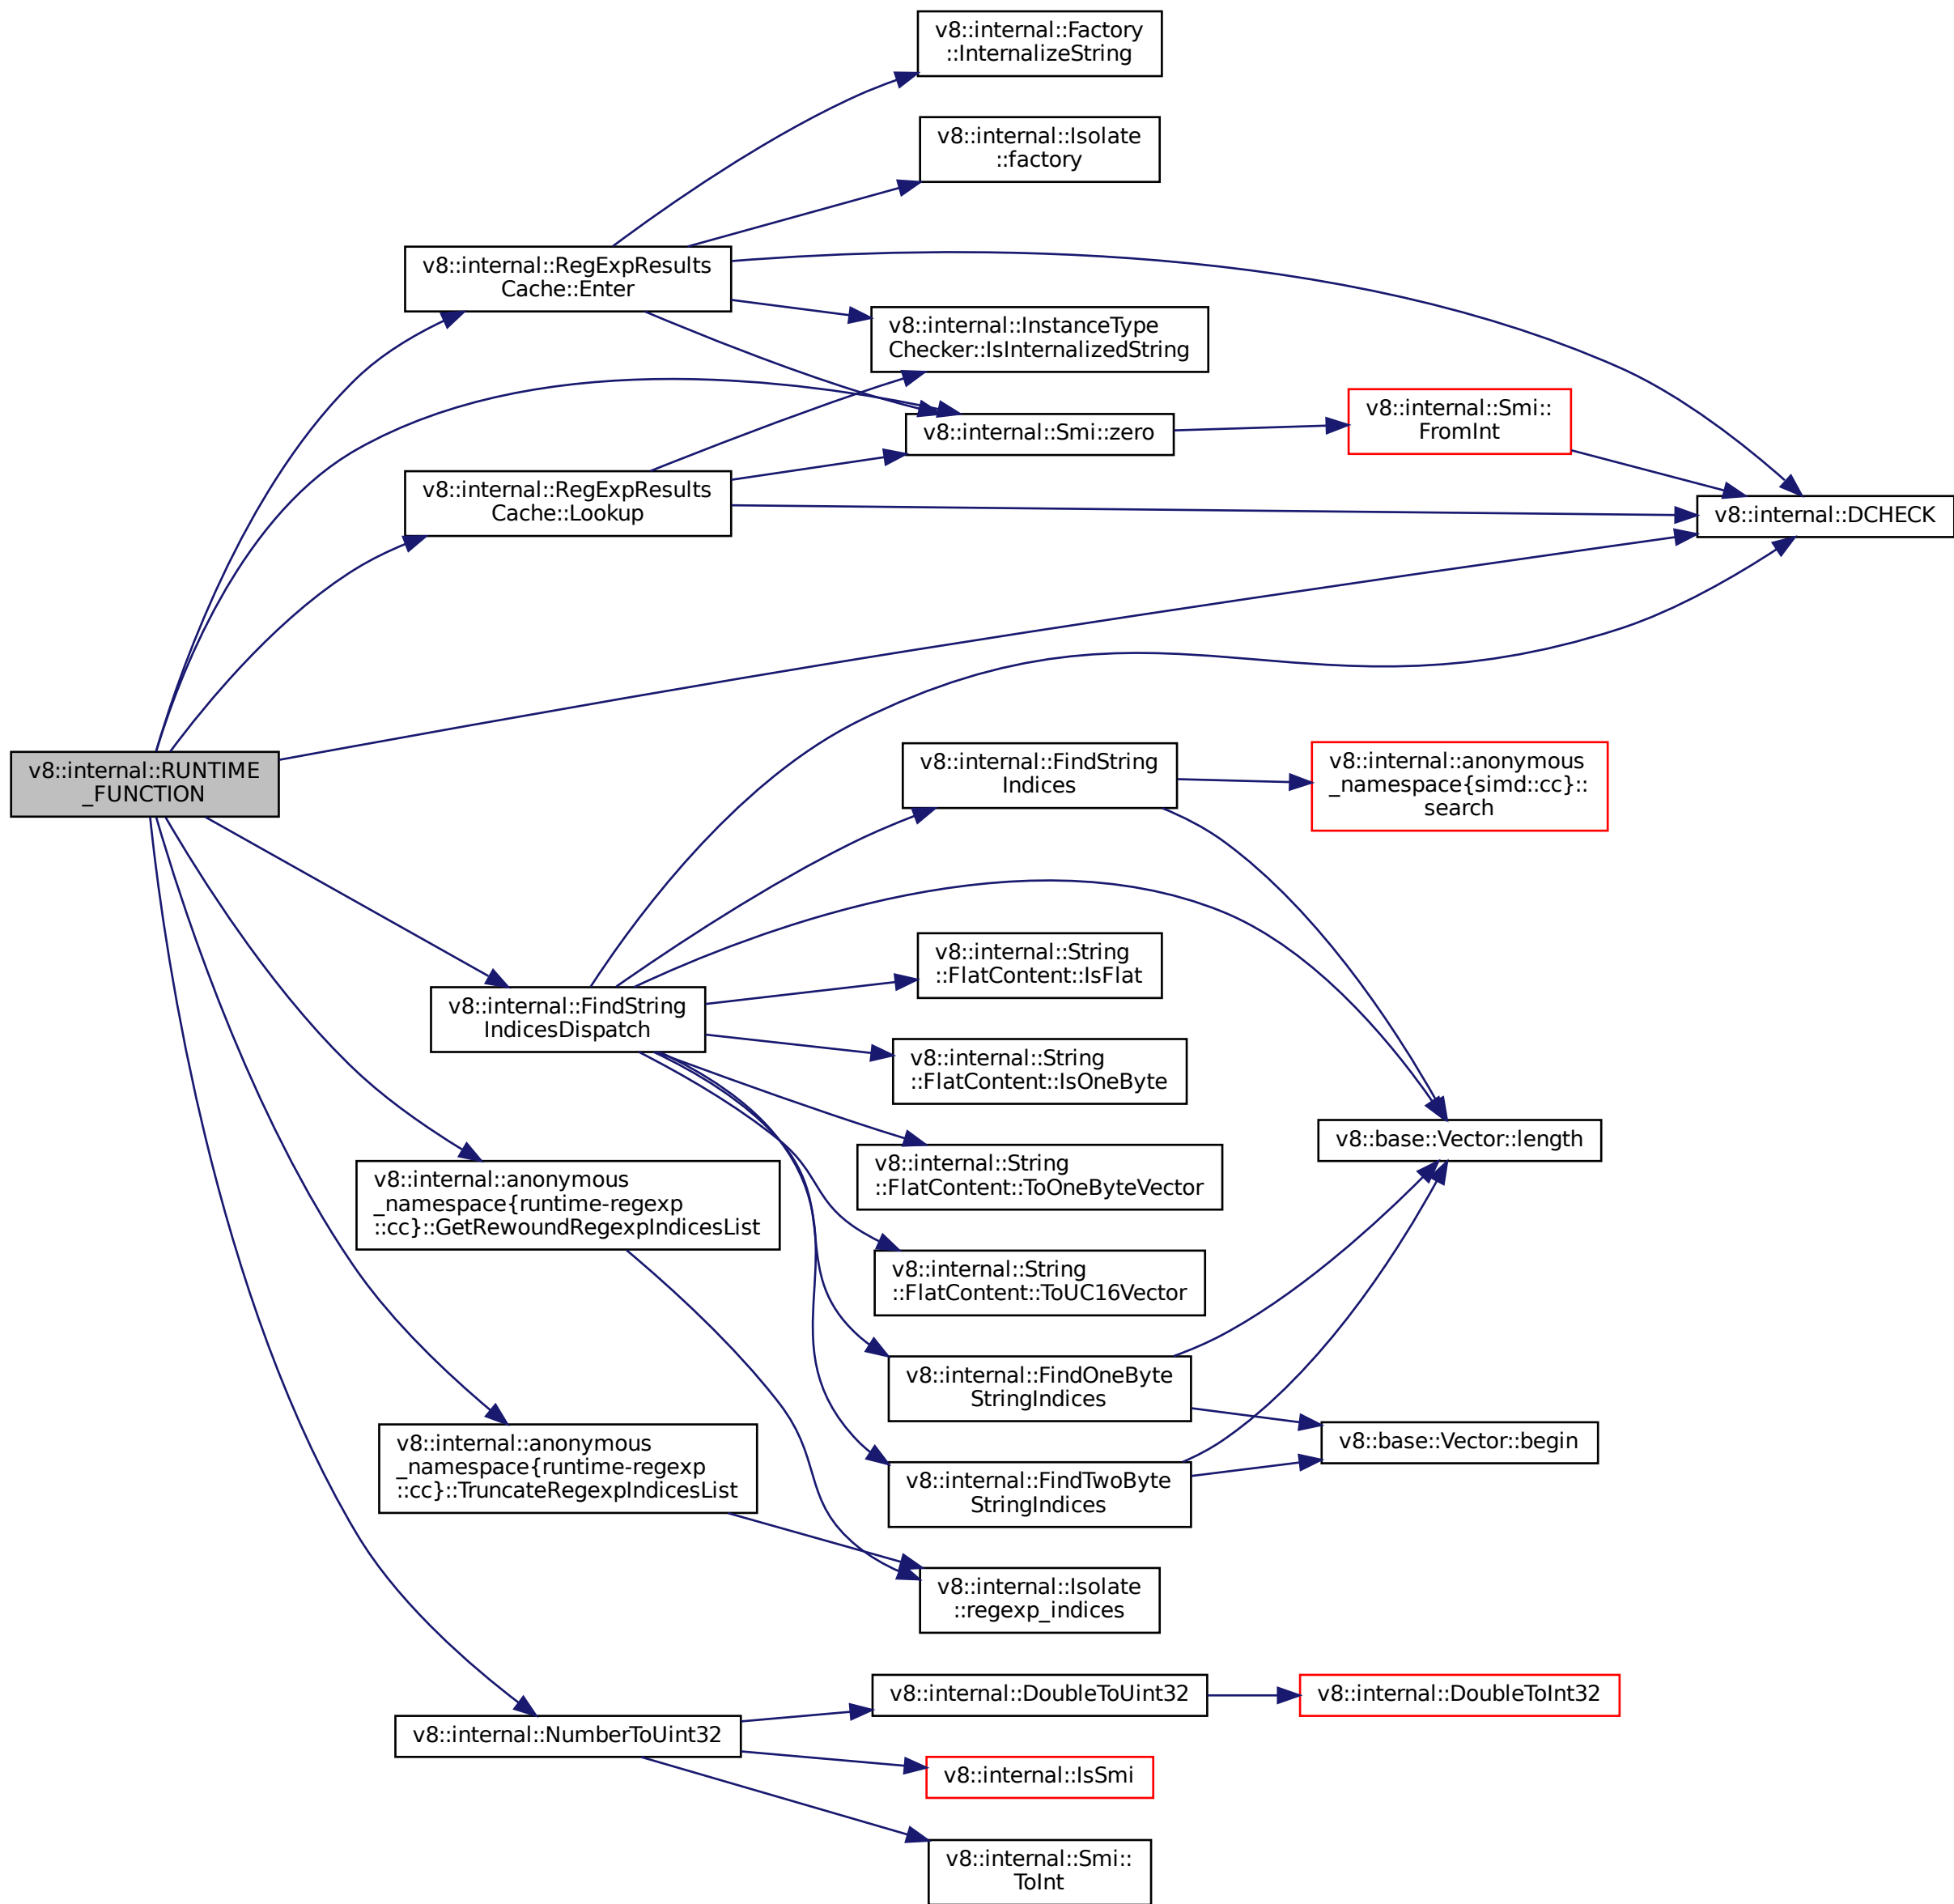 v8::internal::Factory
::InternalizeString
v8::internal::Isolate
::factory
v8::internal::RegExpResults
Cache::Enter
v8::internal::InstanceType
Checker::IsInternalizedString
v8::internal::Smi::
FromInt
v8::internal::Smi::zero
v8::internal::RegExpResults
Cache::Lookup
v8::internal::DCHECK
v8::internal::RUNTIME
_FUNCTION
v8::internal::FindString
Indices
v8::internal::anonymous
_namespace{simd::cc}::
search
v8::internal::String
::FlatContent::IsFlat
v8::internal::FindString
IndicesDispatch
v8::internal::String
::FlatContent::IsOneByte
v8::base::Vector::length
v8::internal::String
::FlatContent::ToOneByteVector
v8::internal::anonymous
_namespace{runtime-regexp
::cc}::GetRewoundRegexpIndicesList
v8::internal::String
::FlatContent::ToUC16Vector
v8::internal::FindOneByte
StringIndices
v8::base::Vector::begin
v8::internal::anonymous
_namespace{runtime-regexp
::cc}::TruncateRegexpIndicesList
v8::internal::FindTwoByte
StringIndices
v8::internal::Isolate
::regexp_indices
v8::internal::DoubleToUint32
v8::internal::DoubleToInt32
v8::internal::NumberToUint32
v8::internal::IsSmi
v8::internal::Smi::
ToInt